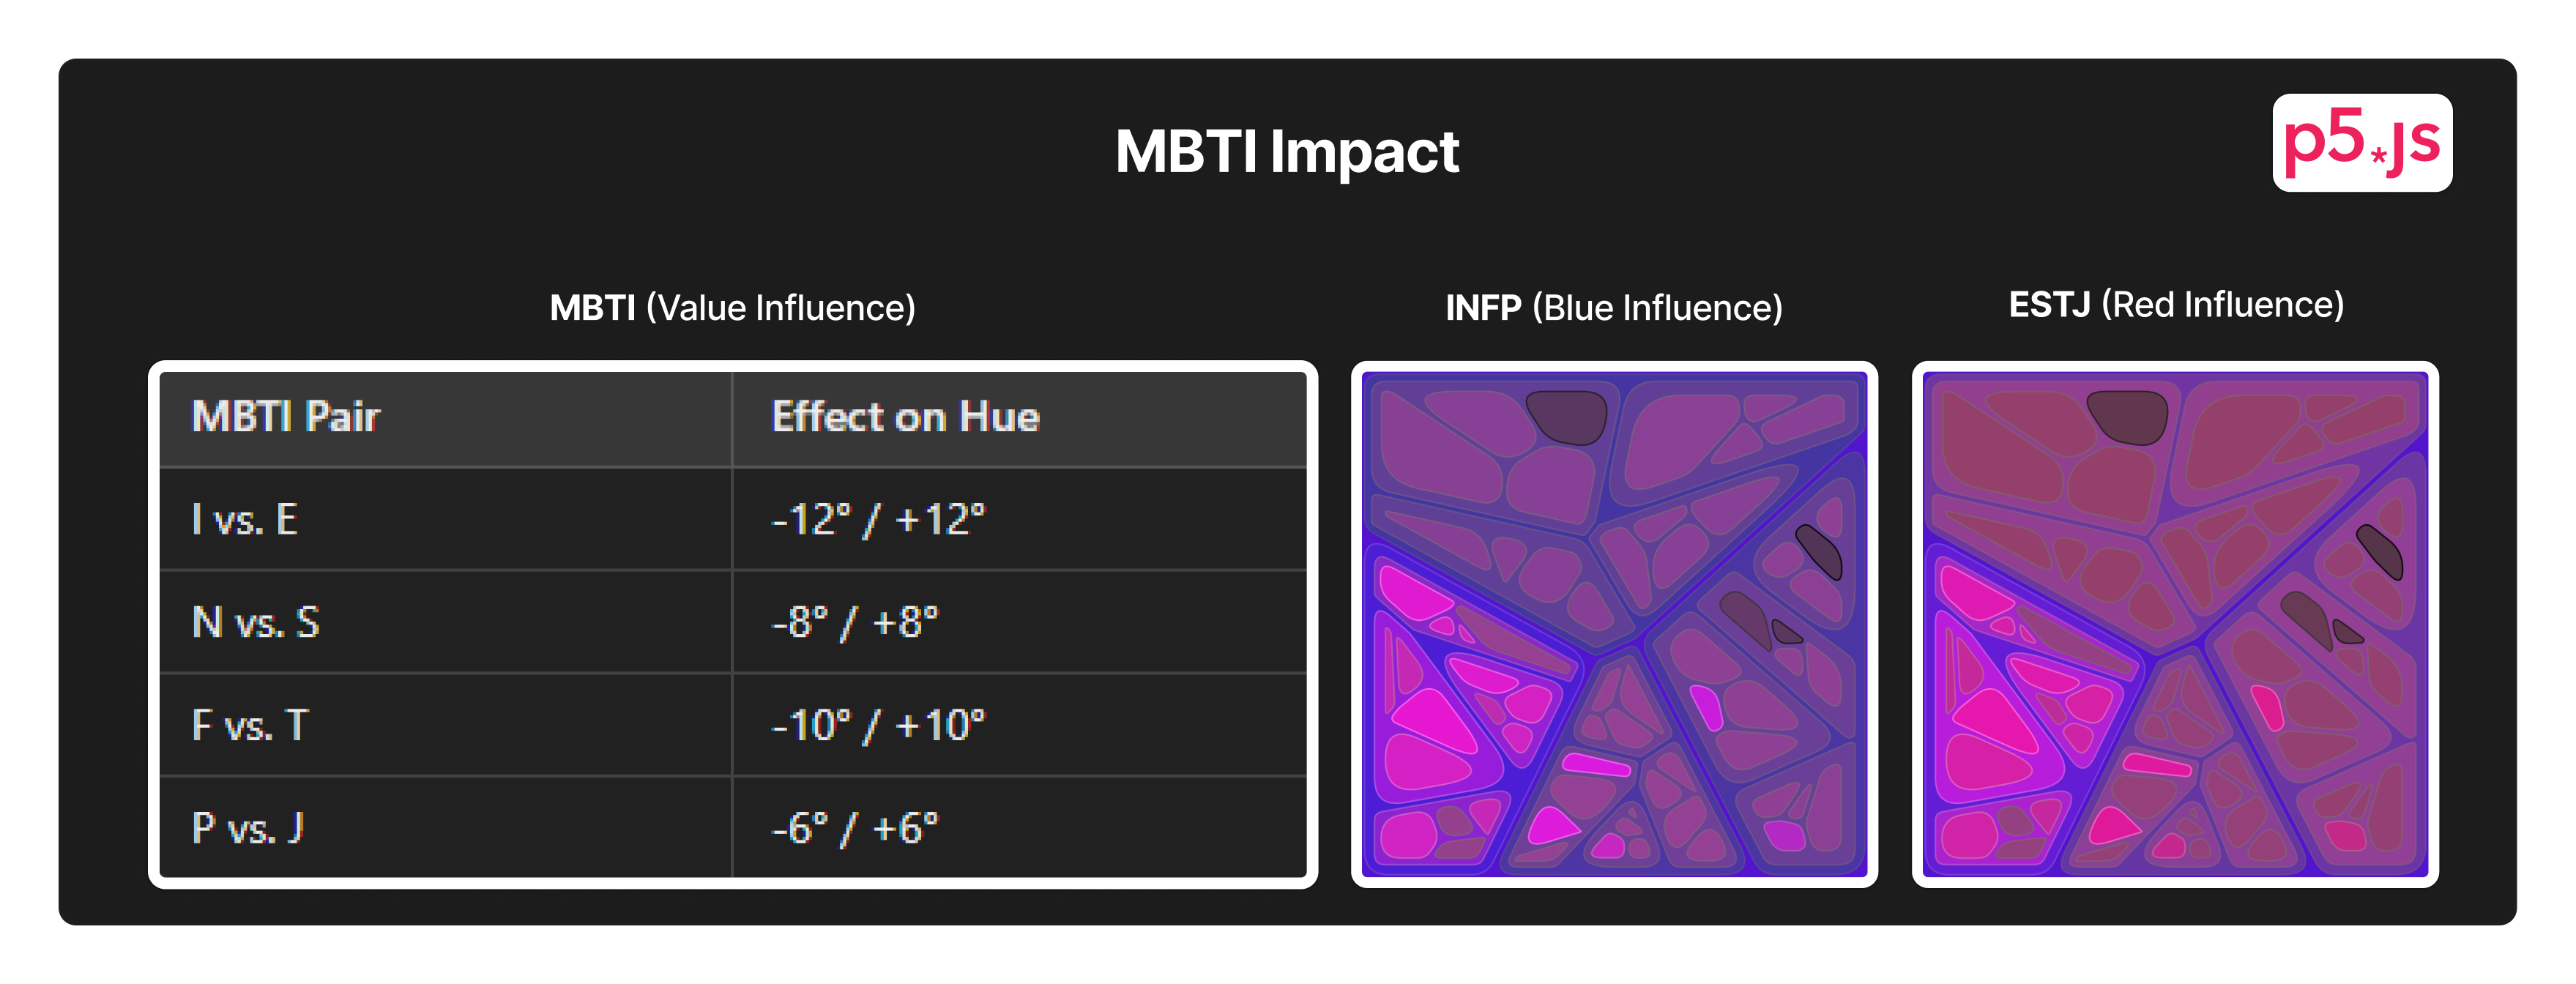 MBTI Impact
p5*js
MBTI (Value Influence)
INFP (Blue Influence)
ESTJ (Red Influence)
MBTI Pair
Effect on Hue
I vs. E
-12° / +12°
N vs. S
-8° / +8°
F vs. T
-10° / +10°
P vs. J
-6° / +6°